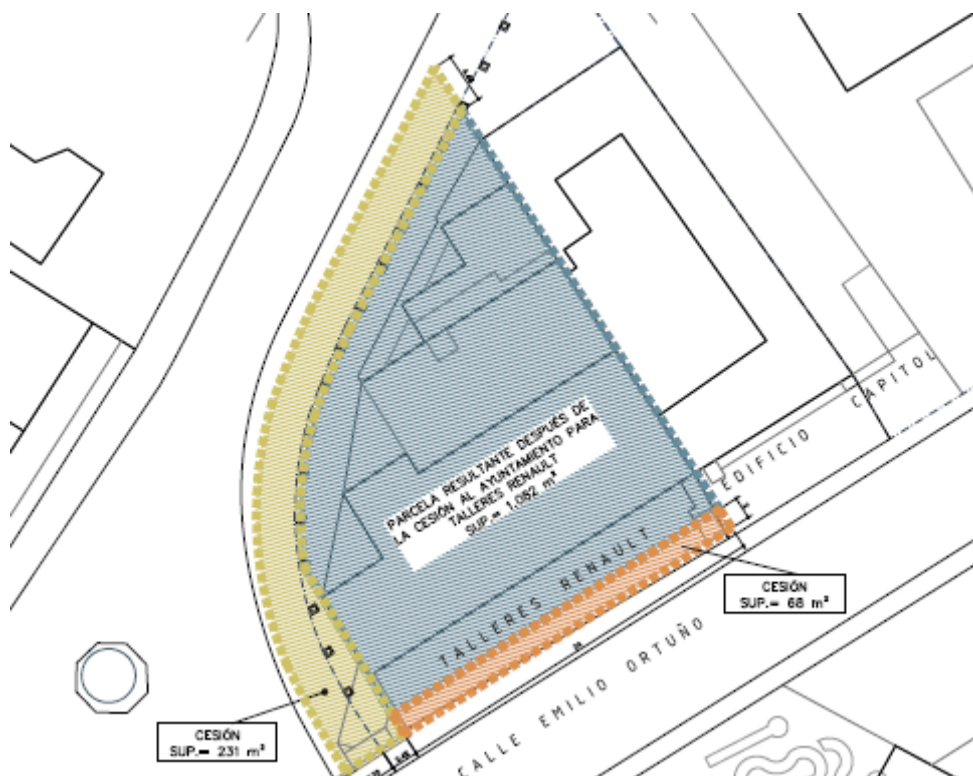 PARCELA RESULTANTE DESPUÉS DE
LA CESIÓN AL AYUNTAMIENTO PARA
TALLERES RENAULT
SUP.= 1,082 m²
EDIFICIO CAPITOL
TALLERES RENAULT
CESIÓN
SUP.= 68 m²
CALLE EMILIO ORTUÑO
CESIÓN
SUP.= 231 m²